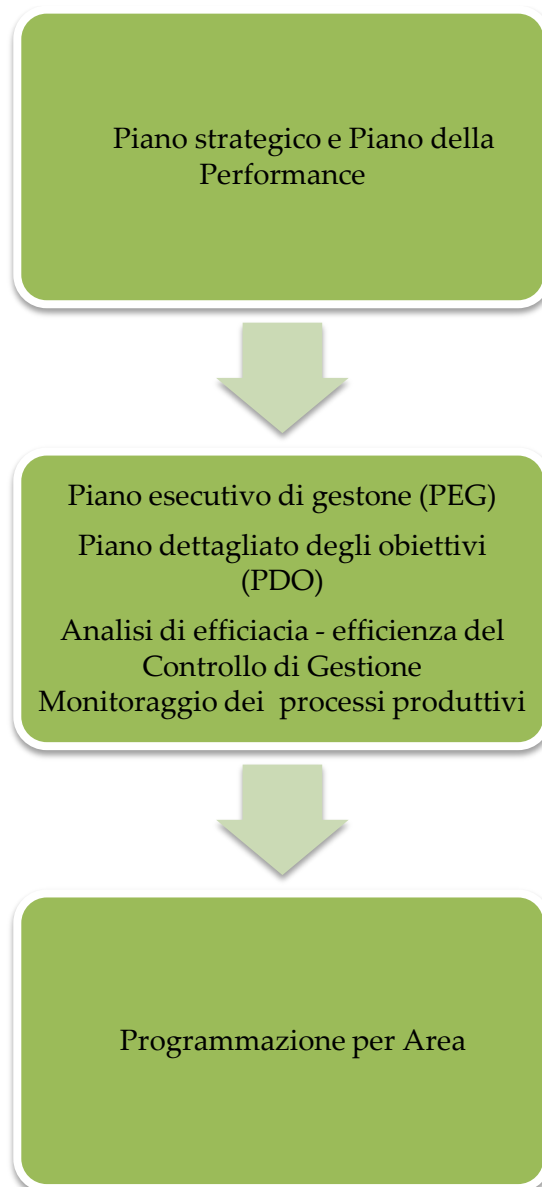 Piano strategico e Piano della
Performance
Piano esecutivo di gestone (PEG)
Piano dettagliato degli obiettivi
(PDO)
Analisi di efficiacia - efficienza del
Controllo di Gestione
Monitoraggio dei processi produttivi
Programmazione per Area